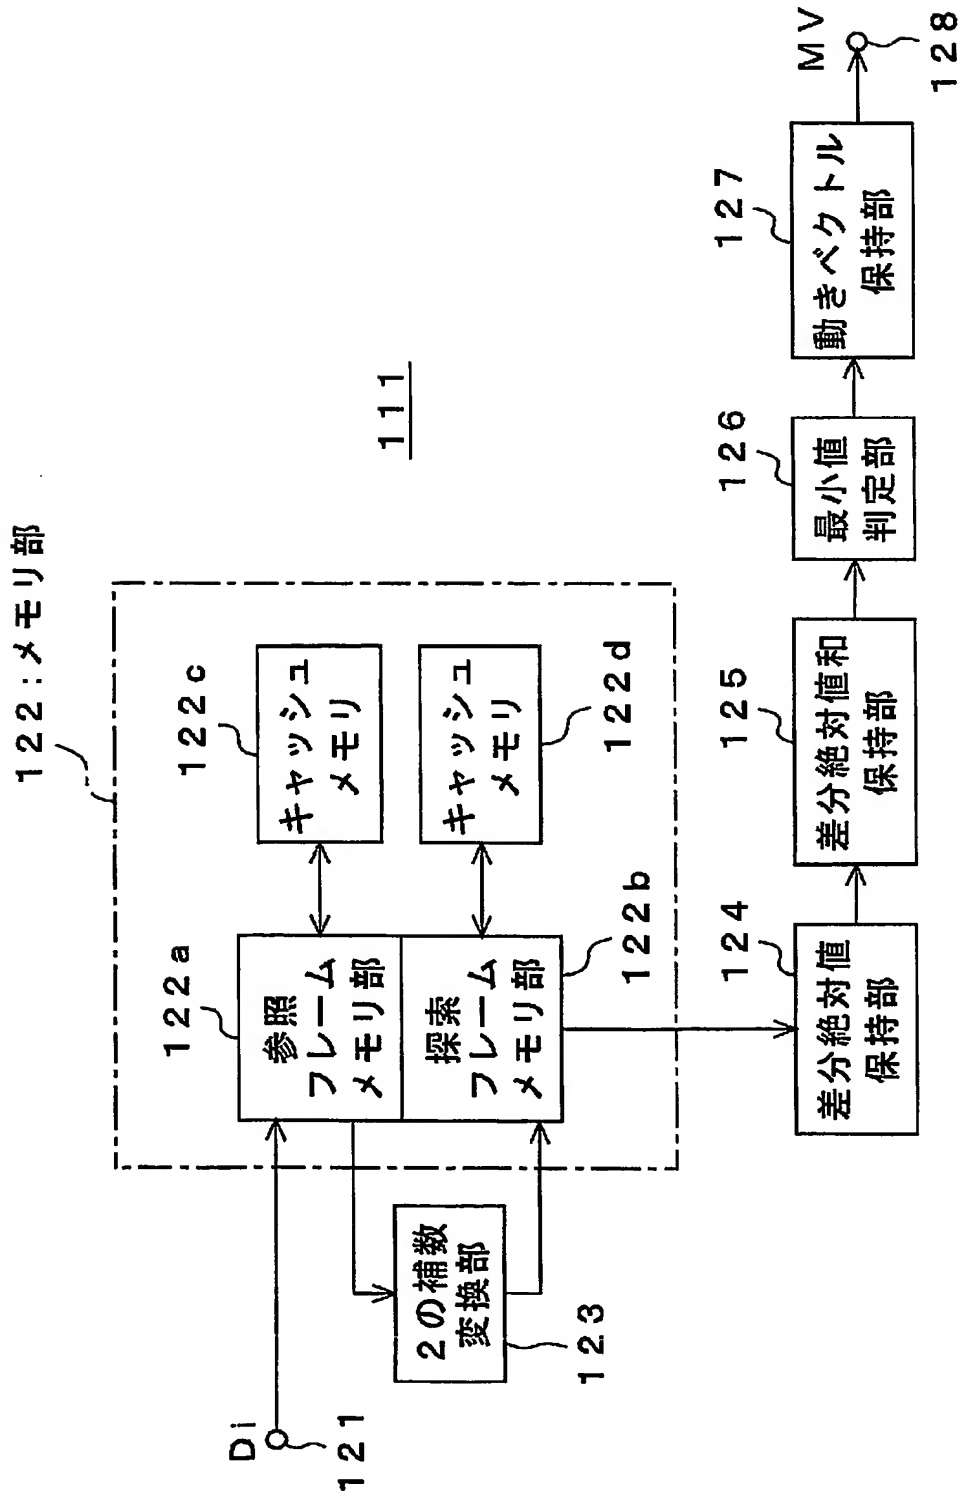 122:メモリ部
111
Di
121
122a
参照
フレーム
メモリ部
探索
フレーム
メモリ部
122b
122c
キャッシュ
メモリ
キャッシュ
メモリ
122d
2の補数
変換部
123
124
差分絶対値
保持部
125
差分絶対値和
保持部
126
最小値
判定部
127
動きベクトル
保持部
MV
128